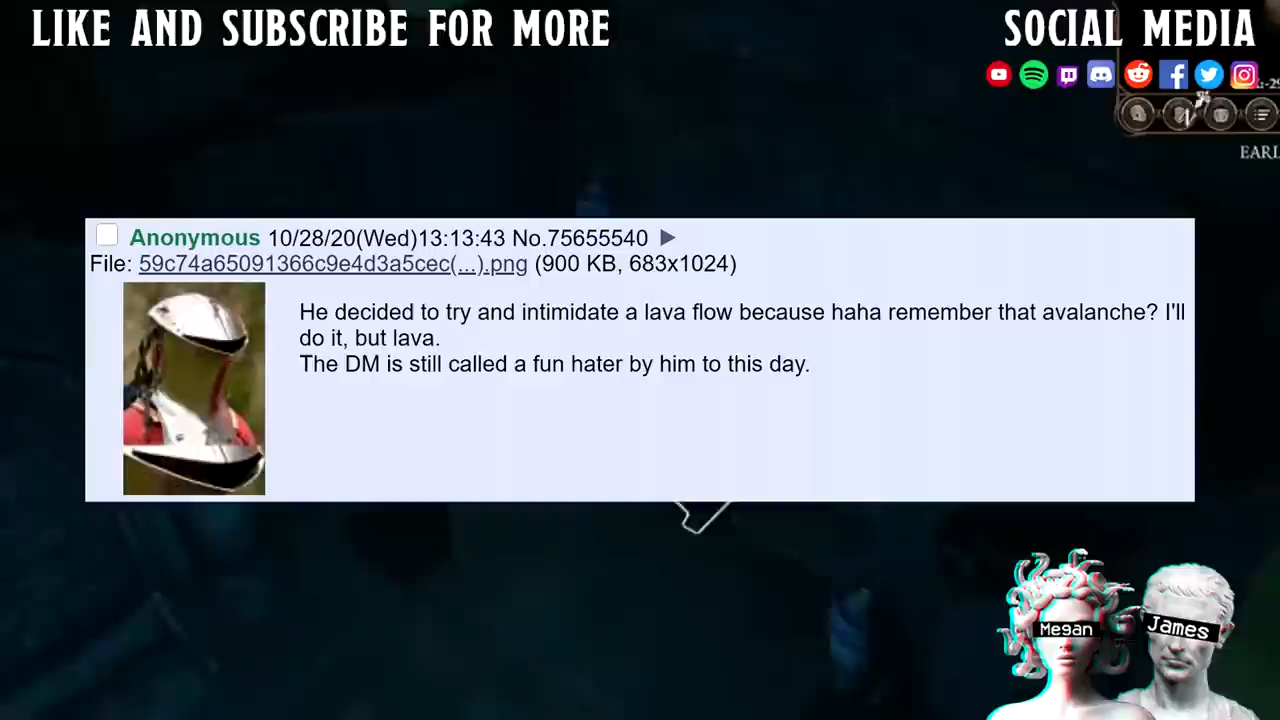 LIKE AND SUBSCRIBE FOR MORE
SOCIAL MEDIA
EARL
Anonymous 10/28/20(Wed)13:13:43 No.75655540 ▶
File: 59c74a65091366c9e4d3a5cec(...).png (900 KB, 683x1024)
He decided to try and intimidate a lava flow because haha remember that avalanche? I'll
do it, but lava.
The DM is still called a fun hater by him to this day.
Megan
James